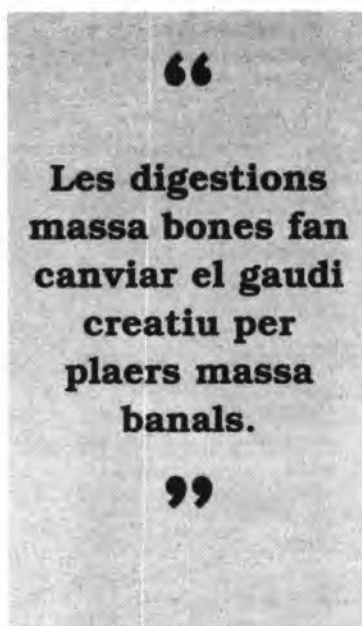 “
Les digestions
massa bones fan
canviar el gaudi
creatiu per
plaers massa
banals.
”